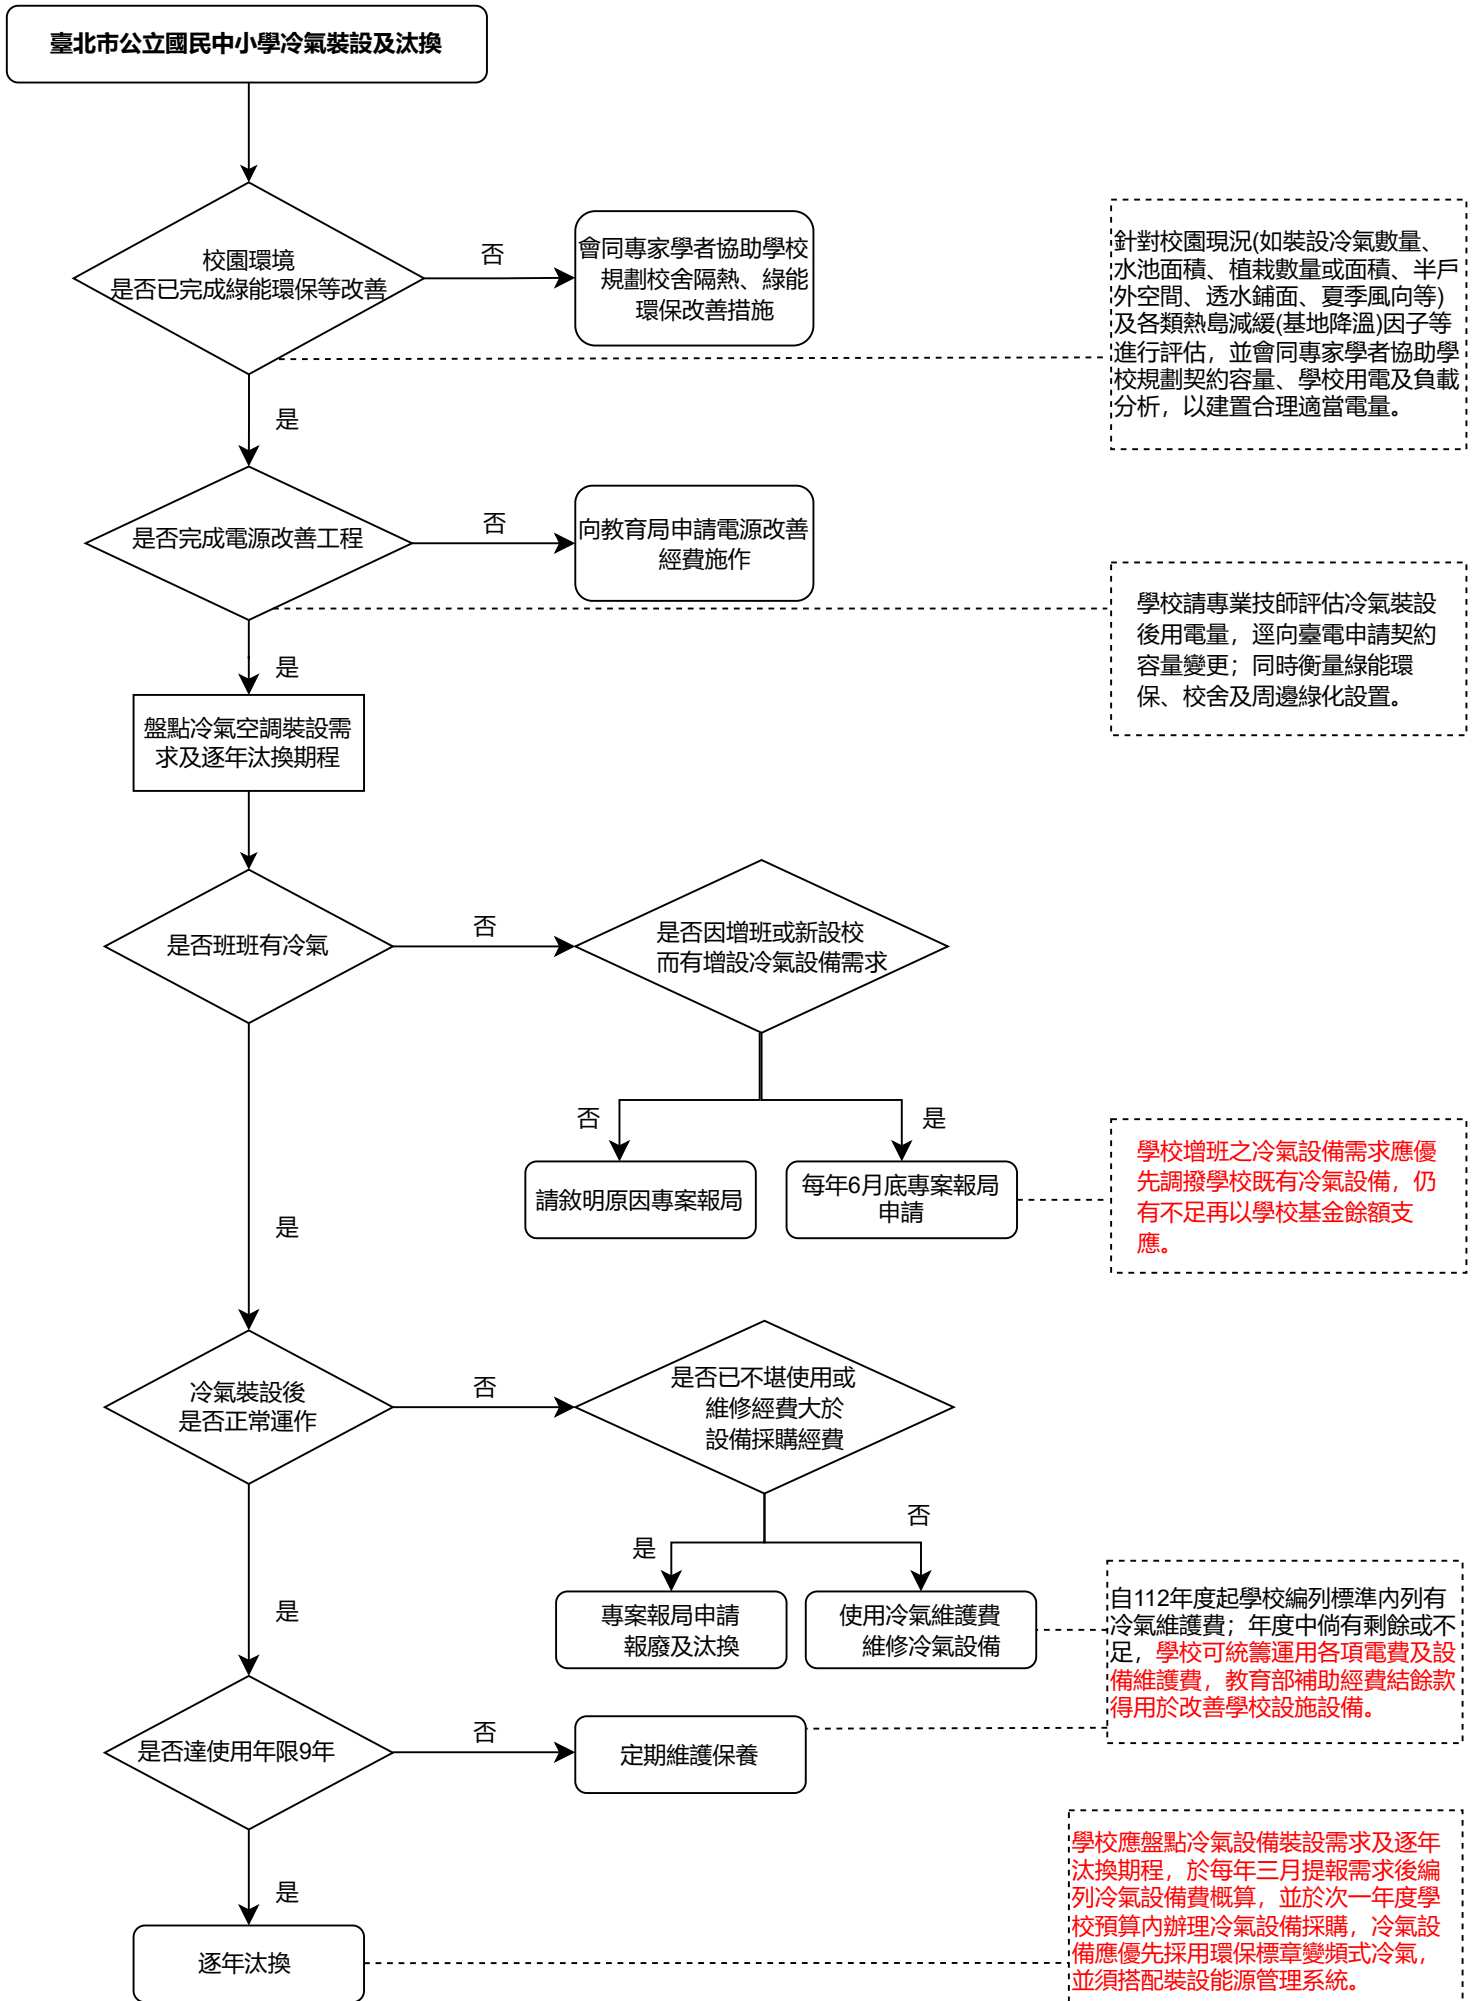 臺北市公立國民中小學冷氣裝設及汰換
校園環境
是否已完成綠能環保等改善
否
會同專家學者協助學校
規劃校舍隔熱、綠能
環保改善措施
針對校園現況(如裝設冷氣數量、
水池面積、植栽數量或面積、半戶
外空間、透水鋪面、夏季風向等)
及各類熱島減緩(基地降溫)因子等
進行評估，並會同專家學者協助學
校規劃契約容量、學校用電及負載
分析，以建置合理適當電量。
是
是否完成電源改善工程
否
向教育局申請電源改善
經費施作
學校請專業技師評估冷氣裝設
後用電量，逕向臺電申請契約
容量變更；同時衡量綠能環
保、校舍及周邊綠化設置。
是
盤點冷氣空調裝設需
求及逐年汰換期程
是否班班有冷氣
否
是否因增班或新設校
而有增設冷氣設備需求
否
是
請敘明原因專案報局
每年6月底專案報局
申請
學校增班之冷氣設備需求應優
先調撥學校既有冷氣設備，仍
有不足再以學校基金餘額支
應。
是
冷氣裝設後
是否正常運作
否
是否已不堪使用或
維修經費大於
設備採購經費
是
否
專案報局申請
報廢及汰換
使用冷氣維護費
維修冷氣設備
自112年度起學校編列標準內列有
冷氣維護費；年度中倘有剩餘或不
足，學校可統籌運用各項電費及設
備維護費，教育部補助經費結餘款
得用於改善學校設施設備。
是
是否達使用年限9年
否
定期維護保養
是
逐年汰換
學校應盤點冷氣設備裝設需求及逐年
汰換期程，於每年三月提報需求後編
列冷氣設備費概算，並於次一年度學
校預算內辦理冷氣設備採購，冷氣設
備應優先採用環保標章變頻式冷氣，
並須搭配裝設能源管理系統。